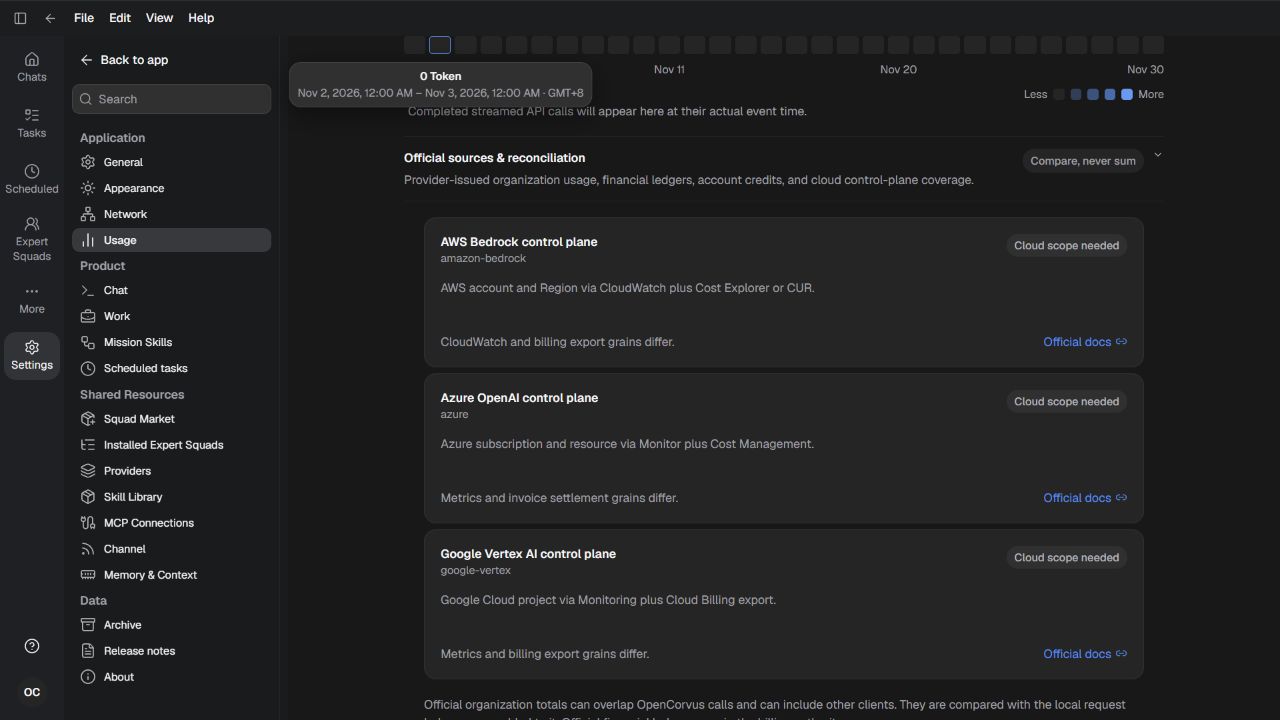 File Edit View Help
Chats
Tasks
Scheduled
Expert
Squads
More
Settings
OC
Back to app
Search
Application
General
Appearance
Network
Usage
Product
Chat
Work
Mission Skills
Scheduled tasks
Shared Resources
Squad Market
Installed Expert Squads
Providers
Skill Library
MCP Connections
Channel
Memory & Context
Data
Archive
Release notes
About
Nov 11 Nov 20 Nov 30
0 Token
Nov 2, 2026, 12:00 AM – Nov 3, 2026, 12:00 AM · GMT+8
Less More
Completed streamed API calls will appear here at their actual event time.
Official sources & reconciliation
Compare, never sum
Provider-issued organization usage, financial ledgers, account credits, and cloud control-plane coverage.
AWS Bedrock control plane
Cloud scope needed
amazon-bedrock
AWS account and Region via CloudWatch plus Cost Explorer or CUR.
CloudWatch and billing export grains differ.
Official docs
Azure OpenAI control plane
Cloud scope needed
azure
Azure subscription and resource via Monitor plus Cost Management.
Metrics and invoice settlement grains differ.
Official docs
Google Vertex AI control plane
Cloud scope needed
google-vertex
Google Cloud project via Monitoring plus Cloud Billing export.
Metrics and billing export grains differ.
Official docs
Official organization totals can overlap OpenCorvus calls and can include other clients. They are compared with the local request